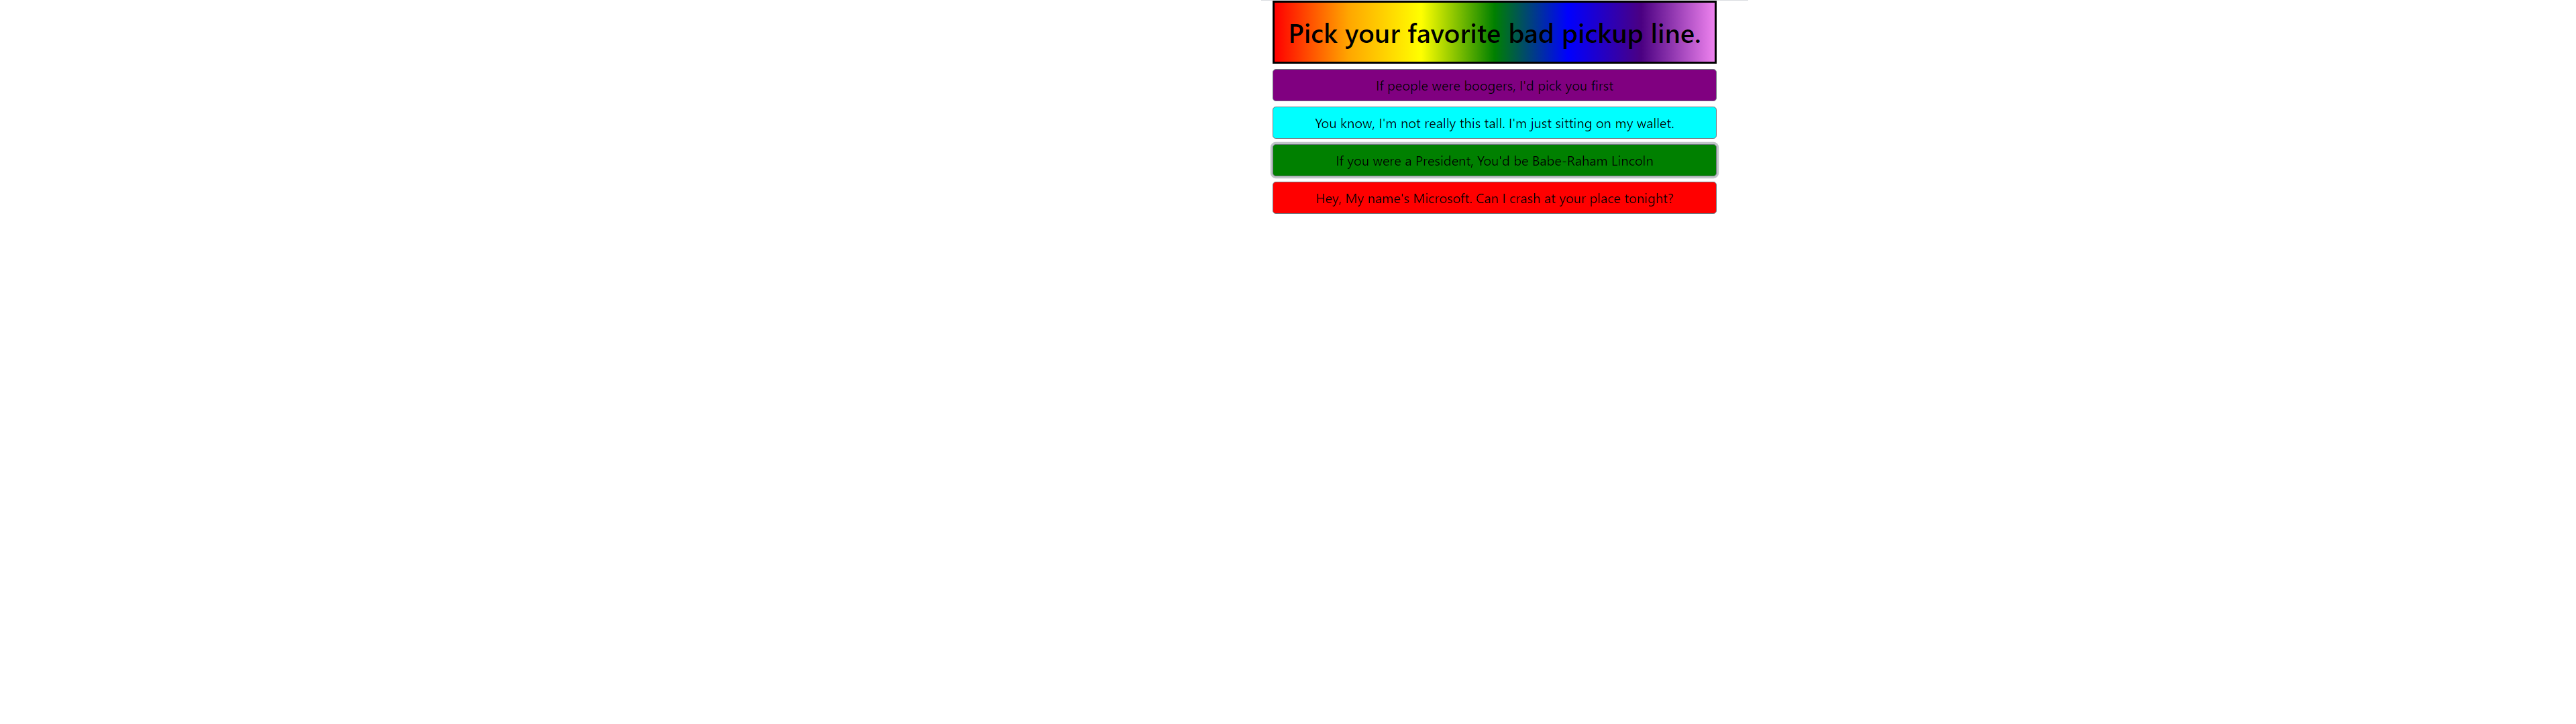 Pick your favorite bad pickup line.
If people were boogers, I'd pick you first
You know, I'm not really this tall. I'm just sitting on my wallet.
If you were a President, You'd be Babe-Raham Lincoln
Hey, My name's Microsoft. Can I crash at your place tonight?